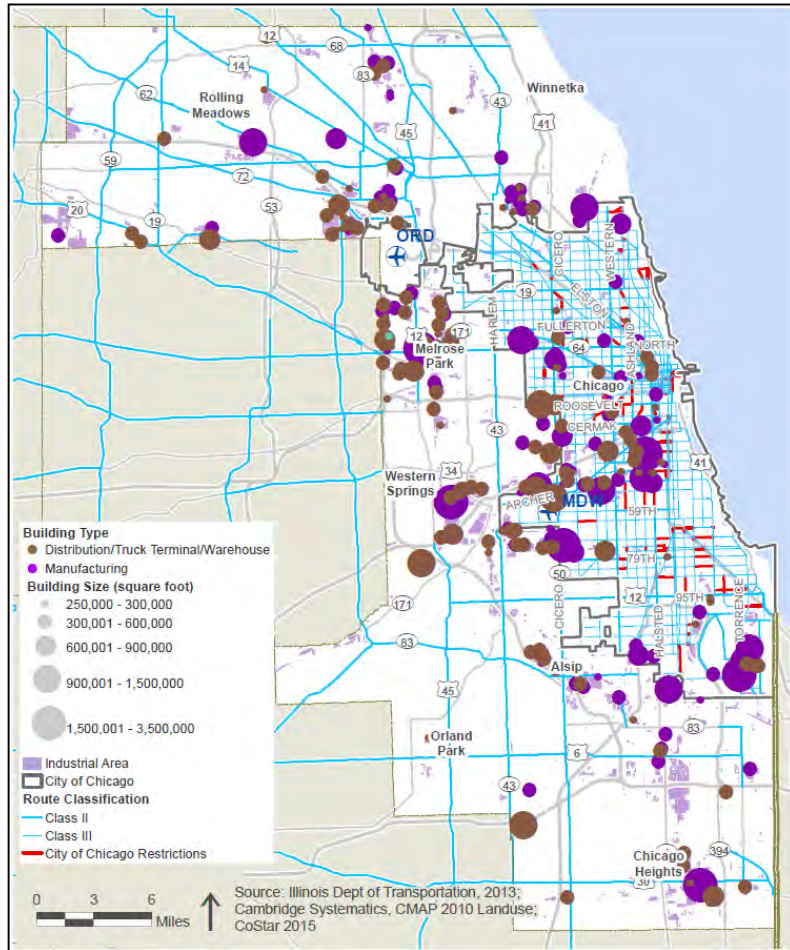 12
68
14
83
Winnetka
62
Rolling
Meadows
43
45
41
59
72
53
20
19
ORD
CICERO
WESTERN
HARLEM
19
ELSTON
FULLERTON
12
171
64
ASHLAND
NORTH
Melrose
Park
Chicago
ROOSEVELT
CERMAK
43
41
34
Western
Springs
ARCHER
MDW
59TH
79TH
50
171
12
95TH
CICERO
HALSTED
TORRENCE
83
Alsip
45
83
Orland
Park
6
43
394
Chicago
Heights
30
Building Type
Distribution/Truck Terminal/Warehouse
Manufacturing
Building Size (square foot)
250,000 - 300,000
300,001 - 600,000
600,001 - 900,000
900,001 - 1,500,000
1,500,001 - 3,500,000
Industrial Area
City of Chicago
Route Classification
Class II
Class III
City of Chicago Restrictions
0 3 6
Miles
Source: Illinois Dept of Transportation, 2013;
Cambridge Systematics, CMAP 2010 Landuse;
CoStar 2015